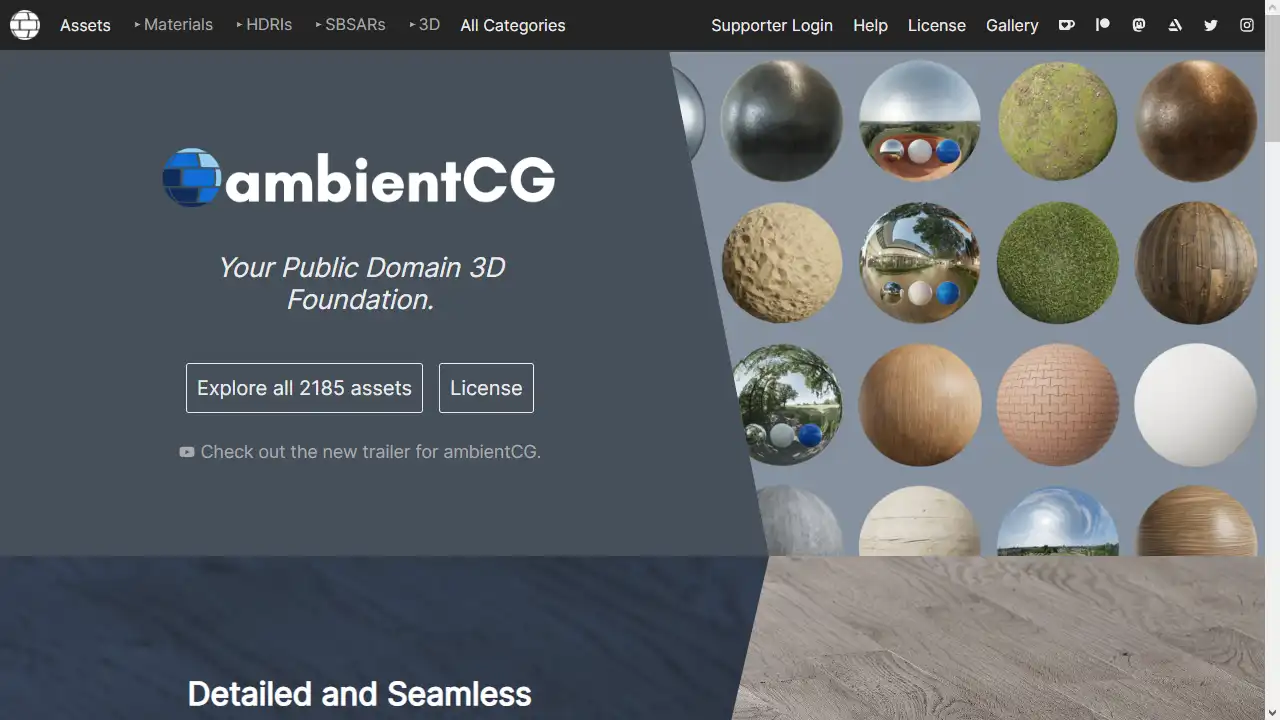 Assets ▸ Materials ▸ HDRIs ▸ SBSARs ▸ 3D All Categories Supporter Login Help License Gallery
ambientCG
Your Public Domain 3D
Foundation.
Explore all 2185 assets License
Check out the new trailer for ambientCG.
Detailed and Seamless